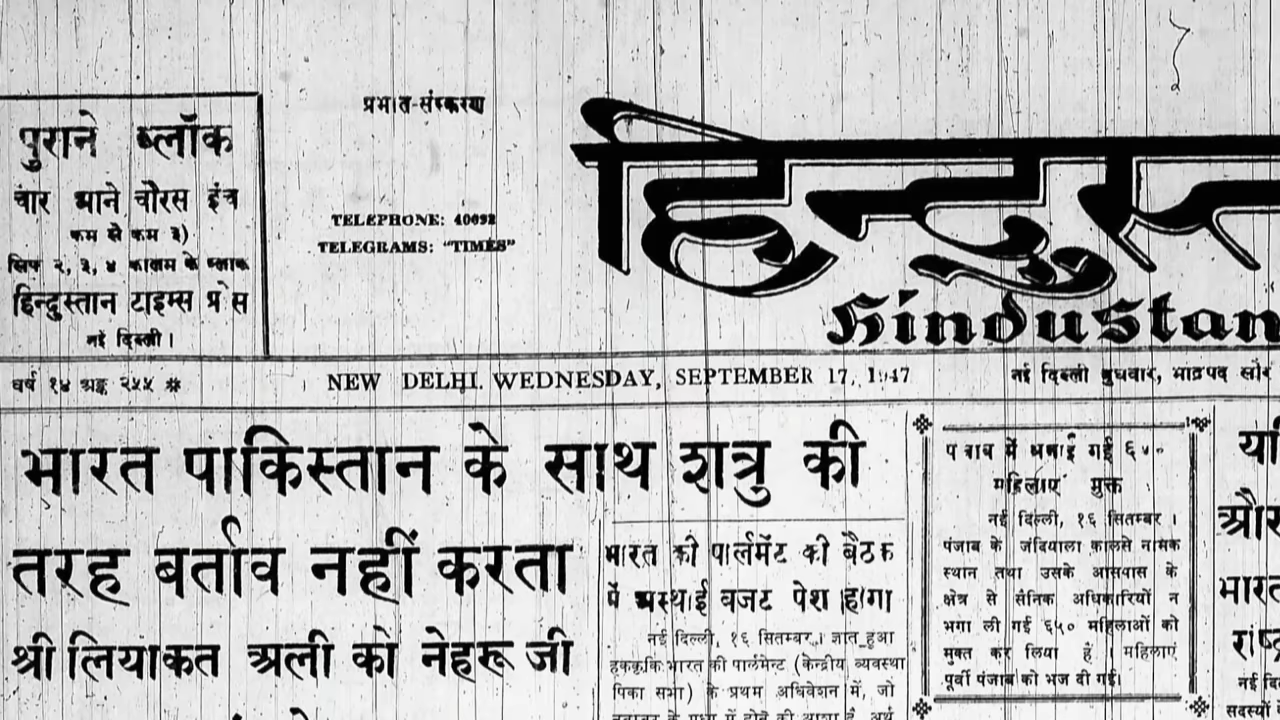 पुराने ब्लॉक
चार आने चौरस इंच
कम से कम ३)
सिर्फ २, ३, ४ कालम के ब्लाक
हिन्दुस्तान टाइम्स प्रेस
नई दिल्ली।
प्रभात-संस्करण
TELEPHONE: 40092
TELEGRAMS: "TIMES"
हिन्दुस्
Hindustan
वर्ष १४ अङ्क २५५ *
NEW DELHI. WEDNESDAY, SEPTEMBER 17, 1947
नई दिल्ली बुधवार, भाद्रपद सौर
भारत पाकिस्तान के साथ शत्रु की
तरह बर्ताव नहीं करता
श्री लियाकत अली को नेहरू जी
भारत की पार्लमेंट की बैठक
में अस्थाई बजट पेश होगा
नई दिल्ली, १६ सितम्बर। ज्ञात हुआ
भारत की पार्लमेंट (केन्द्रीय व्यवस्था
पिका सभा) के प्रथम अधिवेशन में, जो
पंजाब में भगाई गई ६५०
महिलाएं मुक्त
नई दिल्ली, १६ सितम्बर।
पंजाब के जंदियाला कालसे नामक
स्थान तथा उसके आसपास के
क्षेत्र से सैनिक अधिकारियों न
भगा ली गई ६५० महिलाओं को
मुक्त कर लिया है। महिलाएं
पूर्वी पंजाब को भज दी गई।
और
भारत
नई दि
सदस्यों